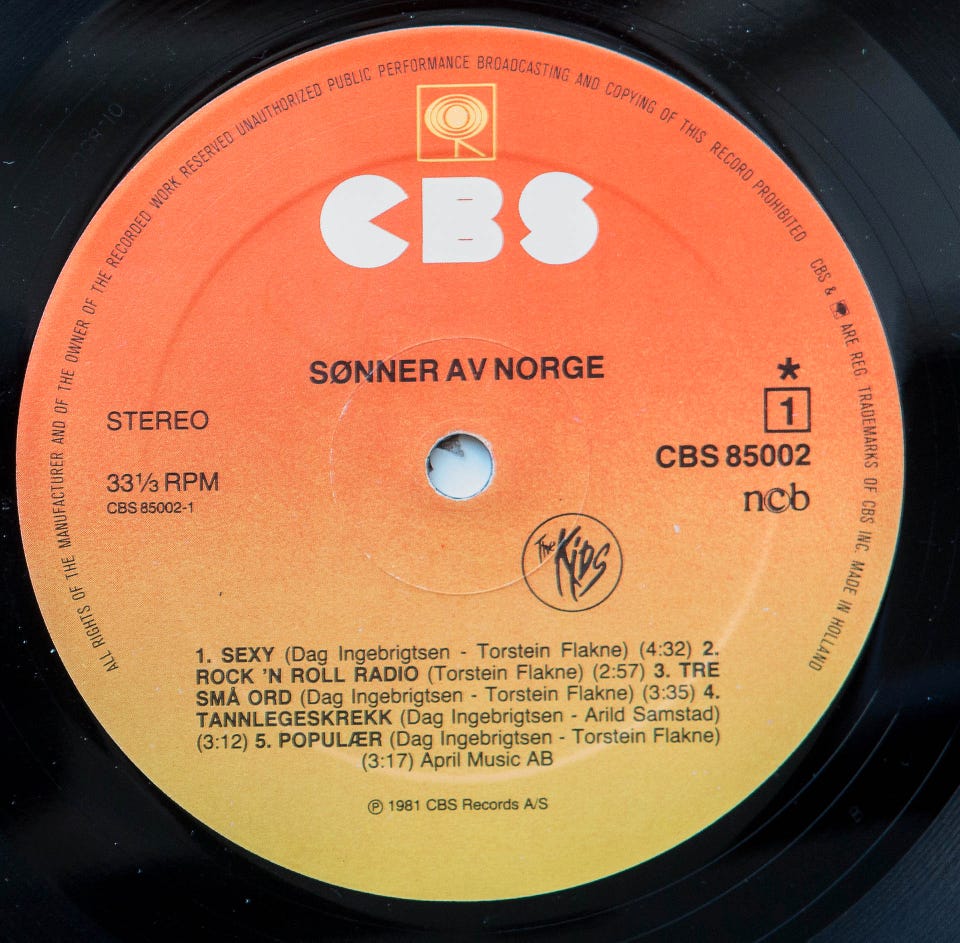 ALL RIGHTS OF THE MANUFACTURER AND OF THE OWNER OF THE RECORDED WORK RESERVED UNAUTHORIZED PUBLIC PERFORMANCE BROADCASTING AND COPYING OF THIS RECORD PROHIBITED
CBS & ARE REG. TRADEMARKS OF CBS INC. MADE IN HOLLAND
CBS
SØNNER AV NORGE
STEREO
*
1
33⅓ RPM
CBS 85002
CBS 85002-1
ncb
The Kids
1. SEXY (Dag Ingebrigtsen - Torstein Flakne) (4:32) 2.
ROCK 'N ROLL RADIO (Torstein Flakne) (2:57) 3. TRE
SMÅ ORD (Dag Ingebrigtsen - Torstein Flakne) (3:35) 4.
TANNLEGESKREKK (Dag Ingebrigtsen - Arild Samstad)
(3:12) 5. POPULÆR (Dag Ingebrigtsen - Torstein Flakne)
(3:17) April Music AB
℗ 1981 CBS Records A/S